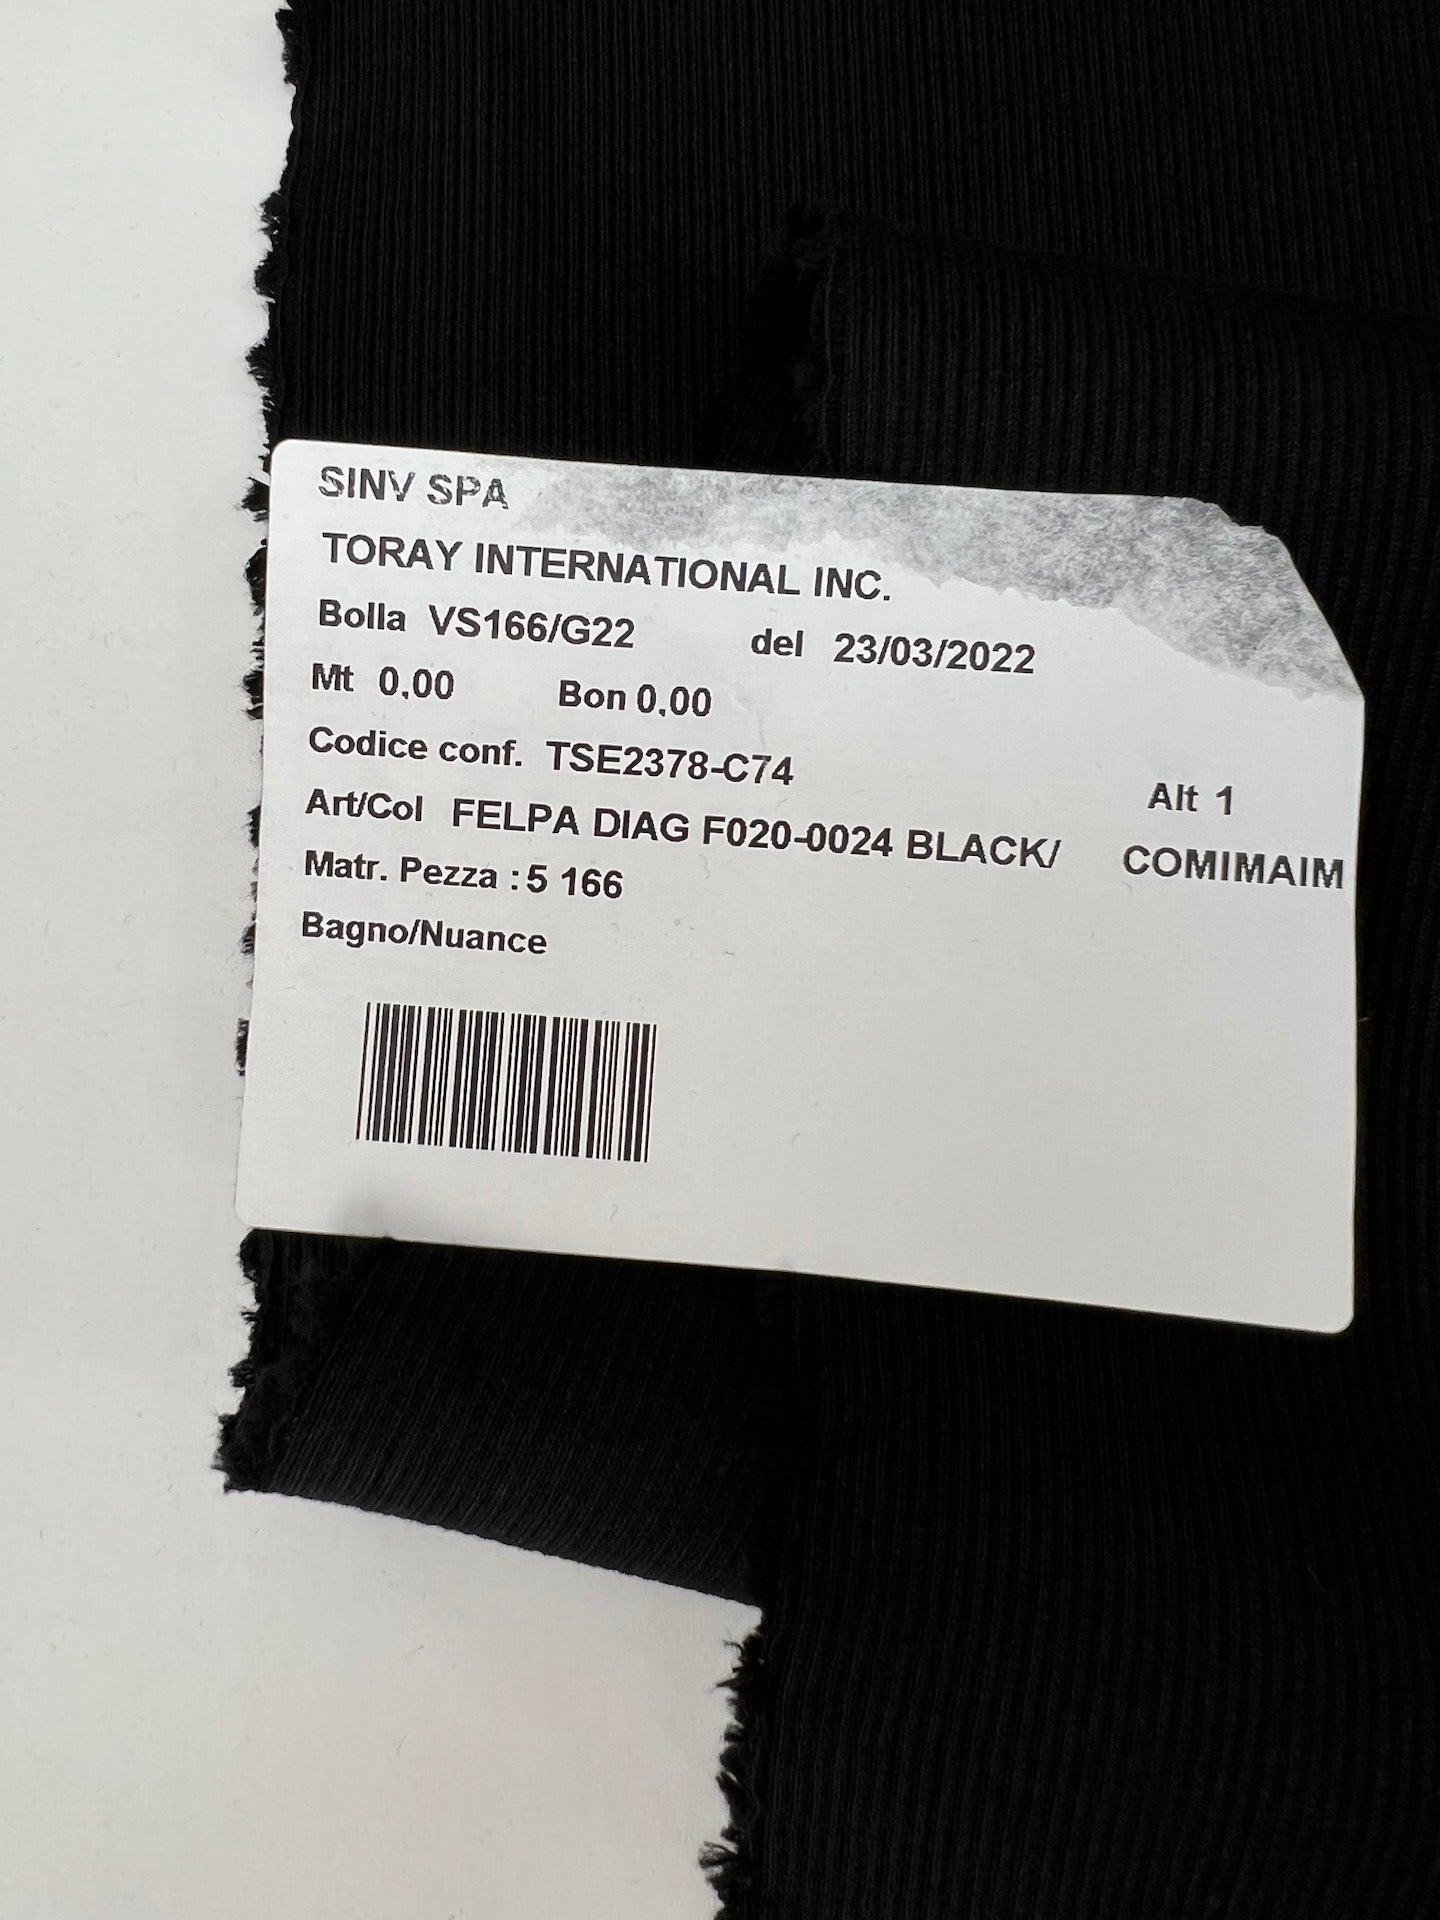 SINV SPA
TORAY INTERNATIONAL INC.
Bolla VS166/G22 del 23/03/2022
Mt 0,00 Bon 0,00
Codice conf. TSE2378-C74
Alt 1
Art/Col FELPA DIAG F020-0024 BLACK/ COMIMAIM
Matr. Pezza : 5 166
Bagno/Nuance